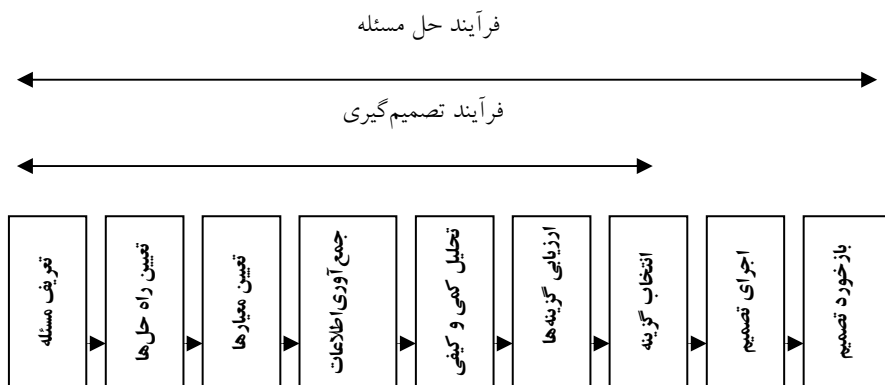 فرآیند حل مسئله
فرآیند تصمیم‌گیری
تعریف مسئله
تعیین راه حل‌ها
تعیین معیارها
جمع‌آوری اطلاعات
تحلیل کمی و کیفی
ارزیابی گزینه‌ها
انتخاب گزینه
اجرای تصمیم
بازخورد تصمیم